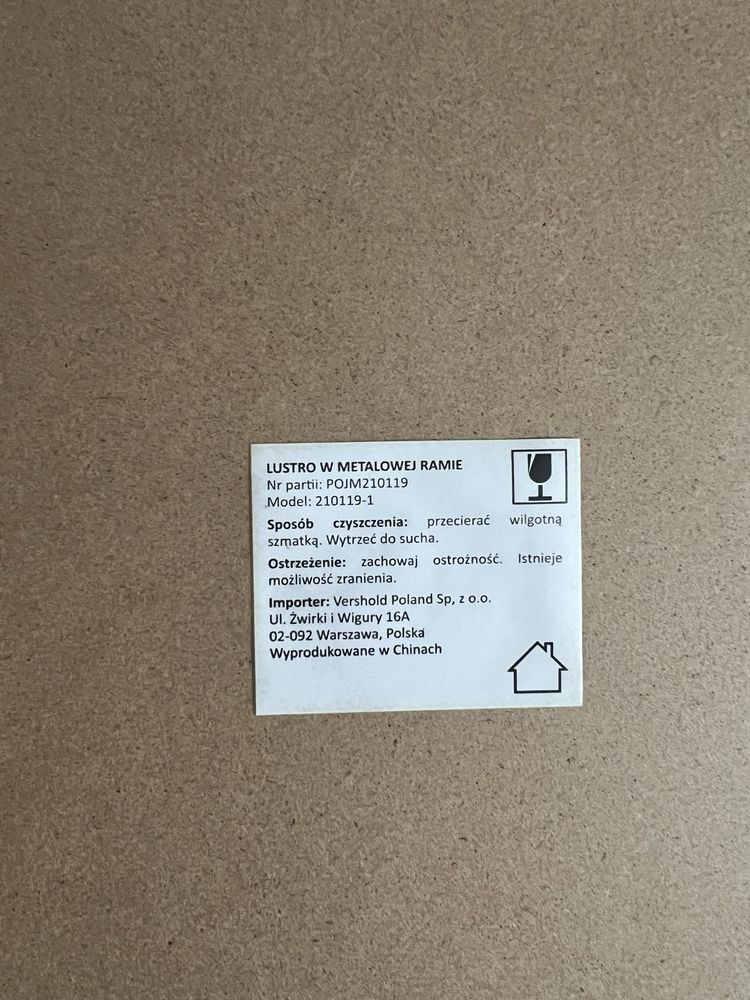 LUSTRO W METALOWEJ RAMIE
Nr partii: POJM210119
Model: 210119-1
Sposób czyszczenia: przecierać wilgotną
szmatką. Wytrzeć do sucha.
Ostrzeżenie: zachowaj ostrożność. Istnieje
możliwość zranienia.
Importer: Vershold Poland Sp, z o.o.
Ul. Żwirki i Wigury 16A
02-092 Warszawa, Polska
Wyprodukowane w Chinach